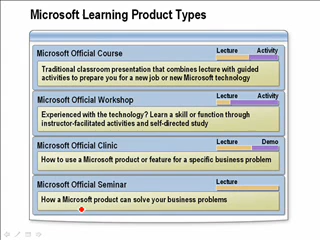 Microsoft Learning Product Types
Microsoft Official Course
Lecture Activity
Traditional classroom presentation that combines lecture with guided
activities to prepare you for a new job or new Microsoft technology
Microsoft Official Workshop
Lecture Activity
Experienced with the technology? Learn a skill or function through
instructor-facilitated activities and self-directed study
Microsoft Official Clinic
Lecture Demo
How to use a Microsoft product or feature for a specific business problem
Microsoft Official Seminar
Lecture
How a Microsoft product can solve your business problems